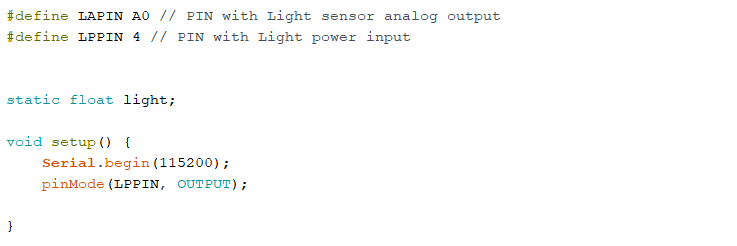 #define LAPIN A0 // PIN with Light sensor analog output
#define LPPIN 4 // PIN with Light power input
static float light;
void setup() {
    Serial.begin(115200);
    pinMode(LPPIN, OUTPUT);
}